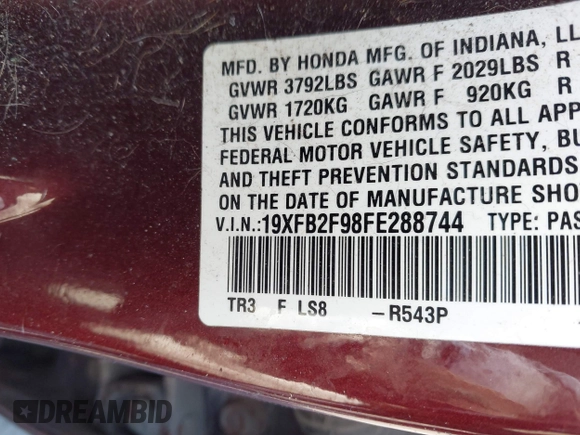 MFD. BY HONDA MFG. OF INDIANA, LL
GVWR 3792LBS GAWR F 2029LBS R
GVWR 1720KG GAWR F 920KG R
THIS VEHICLE CONFORMS TO ALL APP
FEDERAL MOTOR VEHICLE SAFETY, BU
AND THEFT PREVENTION STANDARDS
ON THE DATE OF MANUFACTURE SHO
V.I.N.:19XFB2F98FE288744 TYPE: PAS
TR3 F LS8 –R543P
DREAMBID